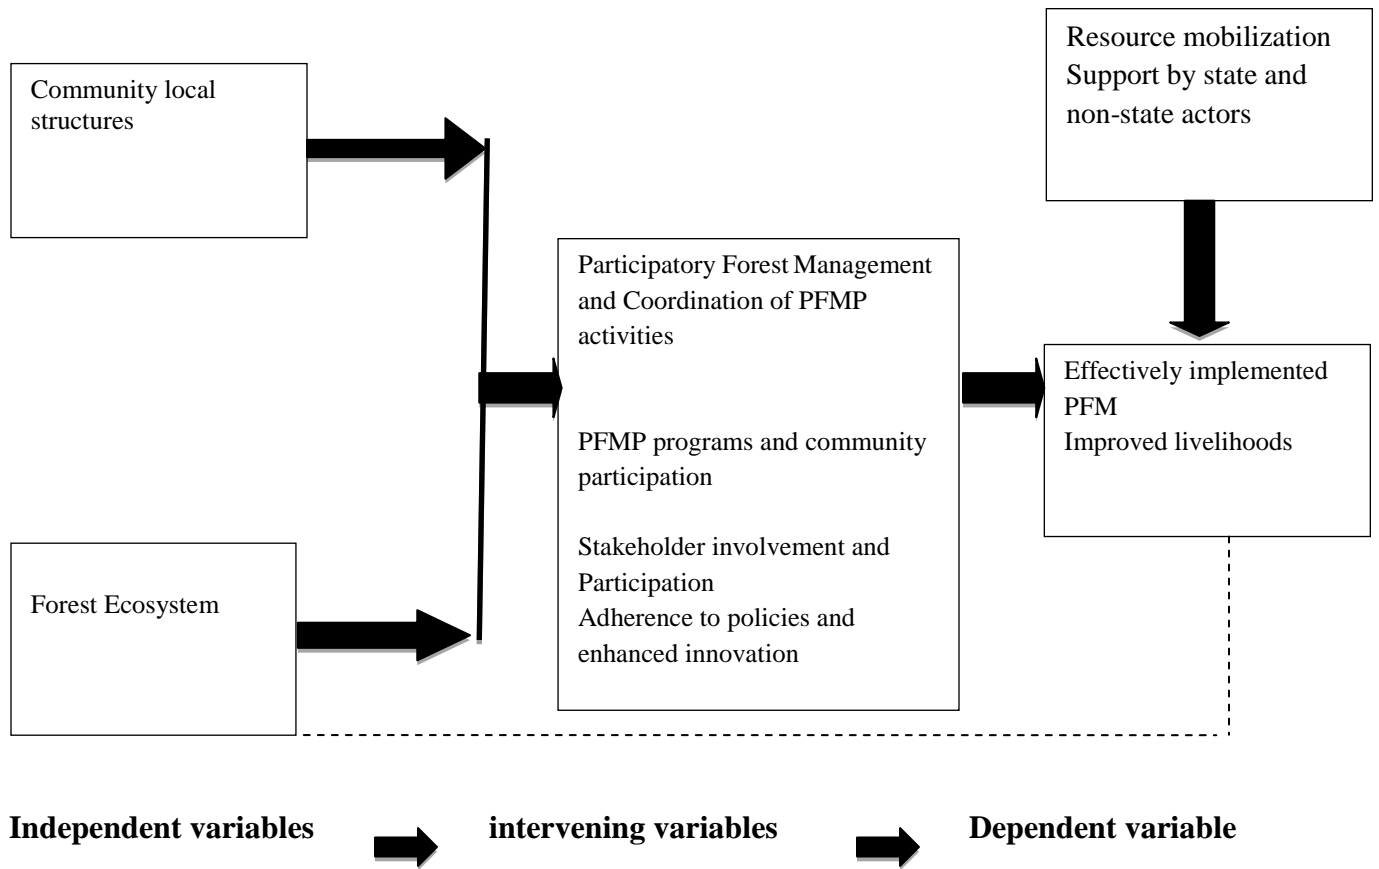 Community local
structures
Resource mobilization
Support by state and
non-state actors
Participatory Forest Management
and Coordination of PFMP
activities
PFMP programs and community
participation
Stakeholder involvement and
Participation
Adherence to policies and
enhanced innovation
Effectively implemented
PFM
Improved livelihoods
Forest Ecosystem
Independent variables
intervening variables
Dependent variable